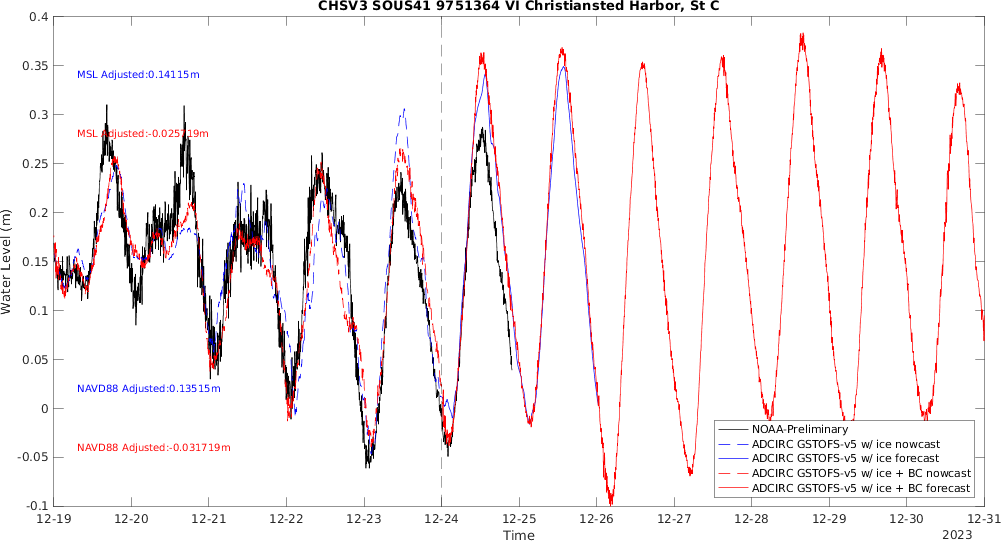 CHSV3 SOUS41 9751364 VI Christiansted Harbor, St C
0.4
0.35
0.3
0.25
0.2
0.15
0.1
0.05
0
-0.05
-0.1
Water Level (m)
MSL Adjusted:0.14115m
MSL Adjusted:-0.025719m
NAVD88 Adjusted:0.13515m
NAVD88 Adjusted:-0.031719m
NOAA-Preliminary
ADCIRC GSTOFS-v5 w/ ice nowcast
ADCIRC GSTOFS-v5 w/ ice forecast
ADCIRC GSTOFS-v5 w/ ice + BC nowcast
ADCIRC GSTOFS-v5 w/ ice + BC forecast
12-19 12-20 12-21 12-22 12-23 12-24 12-25 12-26 12-27 12-28 12-29 12-30 12-31
Time
2023